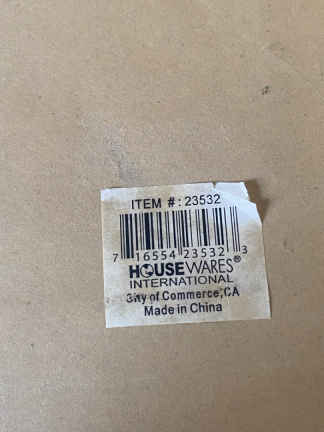 ITEM #: 23532
7 16554 23532 3
HOUSEWARES®
INTERNATIONAL
City of Commerce, CA
Made in China